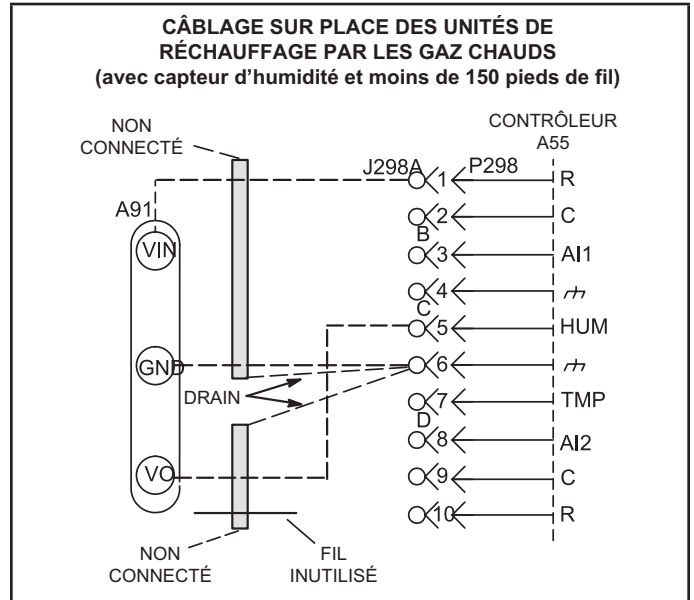 CÂBLAGE SUR PLACE DES UNITÉS DE
RÉCHAUFFAGE PAR LES GAZ CHAUDS
(avec capteur d'humidité et moins de 150 pieds de fil)
NON
CONNECTÉ
CONTRÔLEUR
A55
J298A
P298
A91
VIN
GND
VO
DRAIN
1
R
2
C
B
3
AI1
4
C
5
HUM
6
7
TMP
D
8
AI2
9
C
10
R
NON
CONNECTÉ
FIL
INUTILISÉ